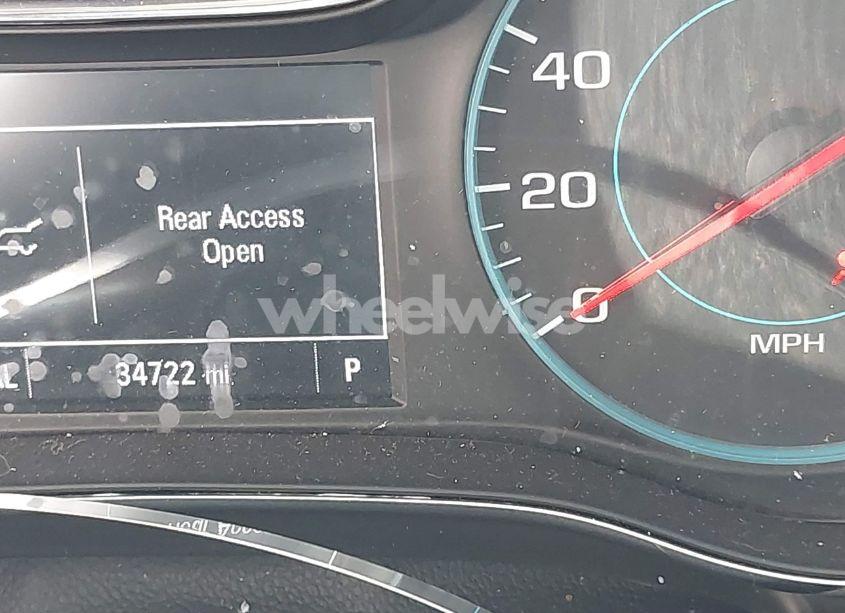 40
20
0
MPH
Rear Access
Open
34722 mi
P
wheelwise